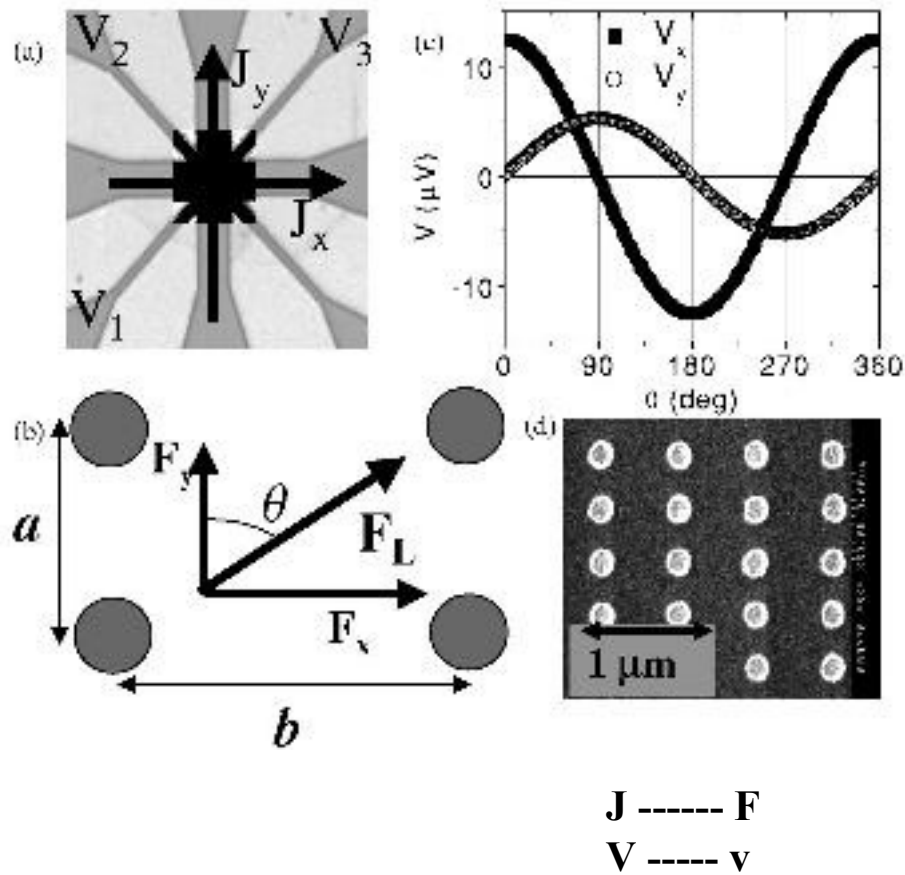 (a)
V2
V3
Jy
Jx
V1
(c)
Vx
Vy
V (μV)
10
0
-10
0 90 180 270 360
θ (deg)
(b)
Fy
θ
FL
a
Fx
b
(d)
1 μm
J ------ F
V ----- v